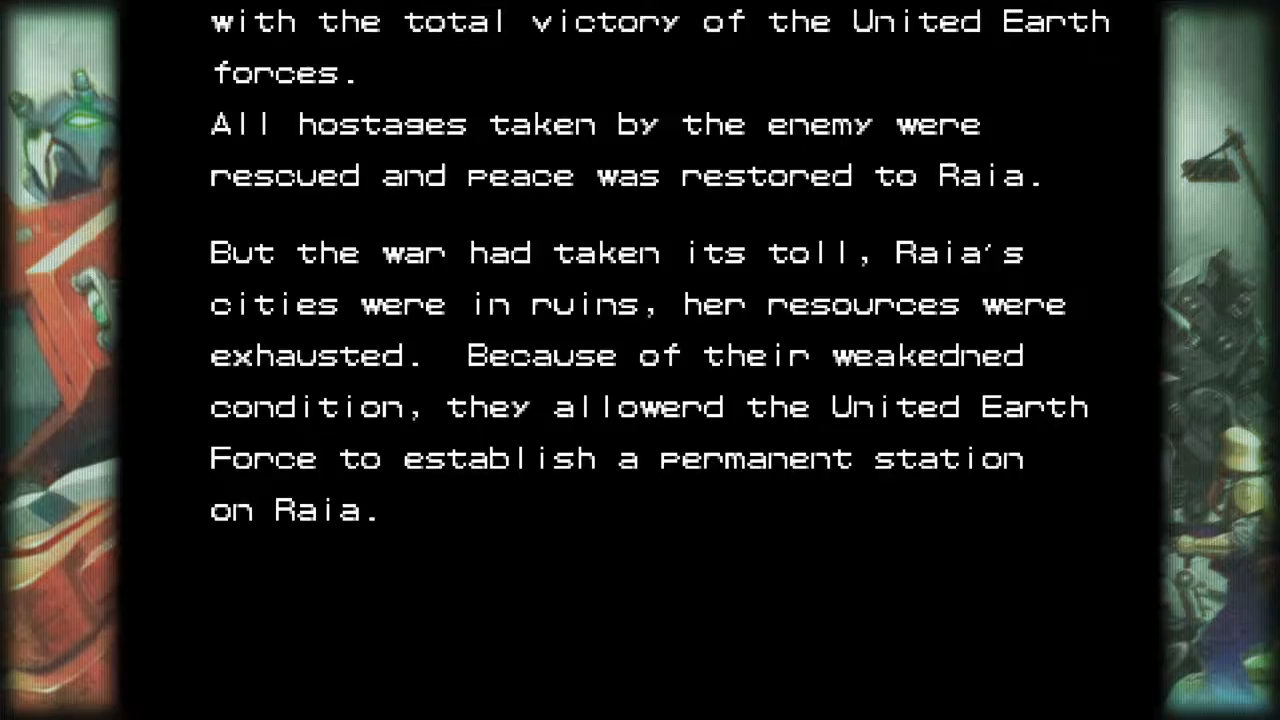 with the total victory of the United Earth
forces.
All hostages taken by the enemy were
rescued and peace was restored to Raia.
But the war had taken its toll, Raia's
cities were in ruins, her resources were
exhausted.  Because of their weakedned
condition, they allowerd the United Earth
Force to establish a permanent station
on Raia.